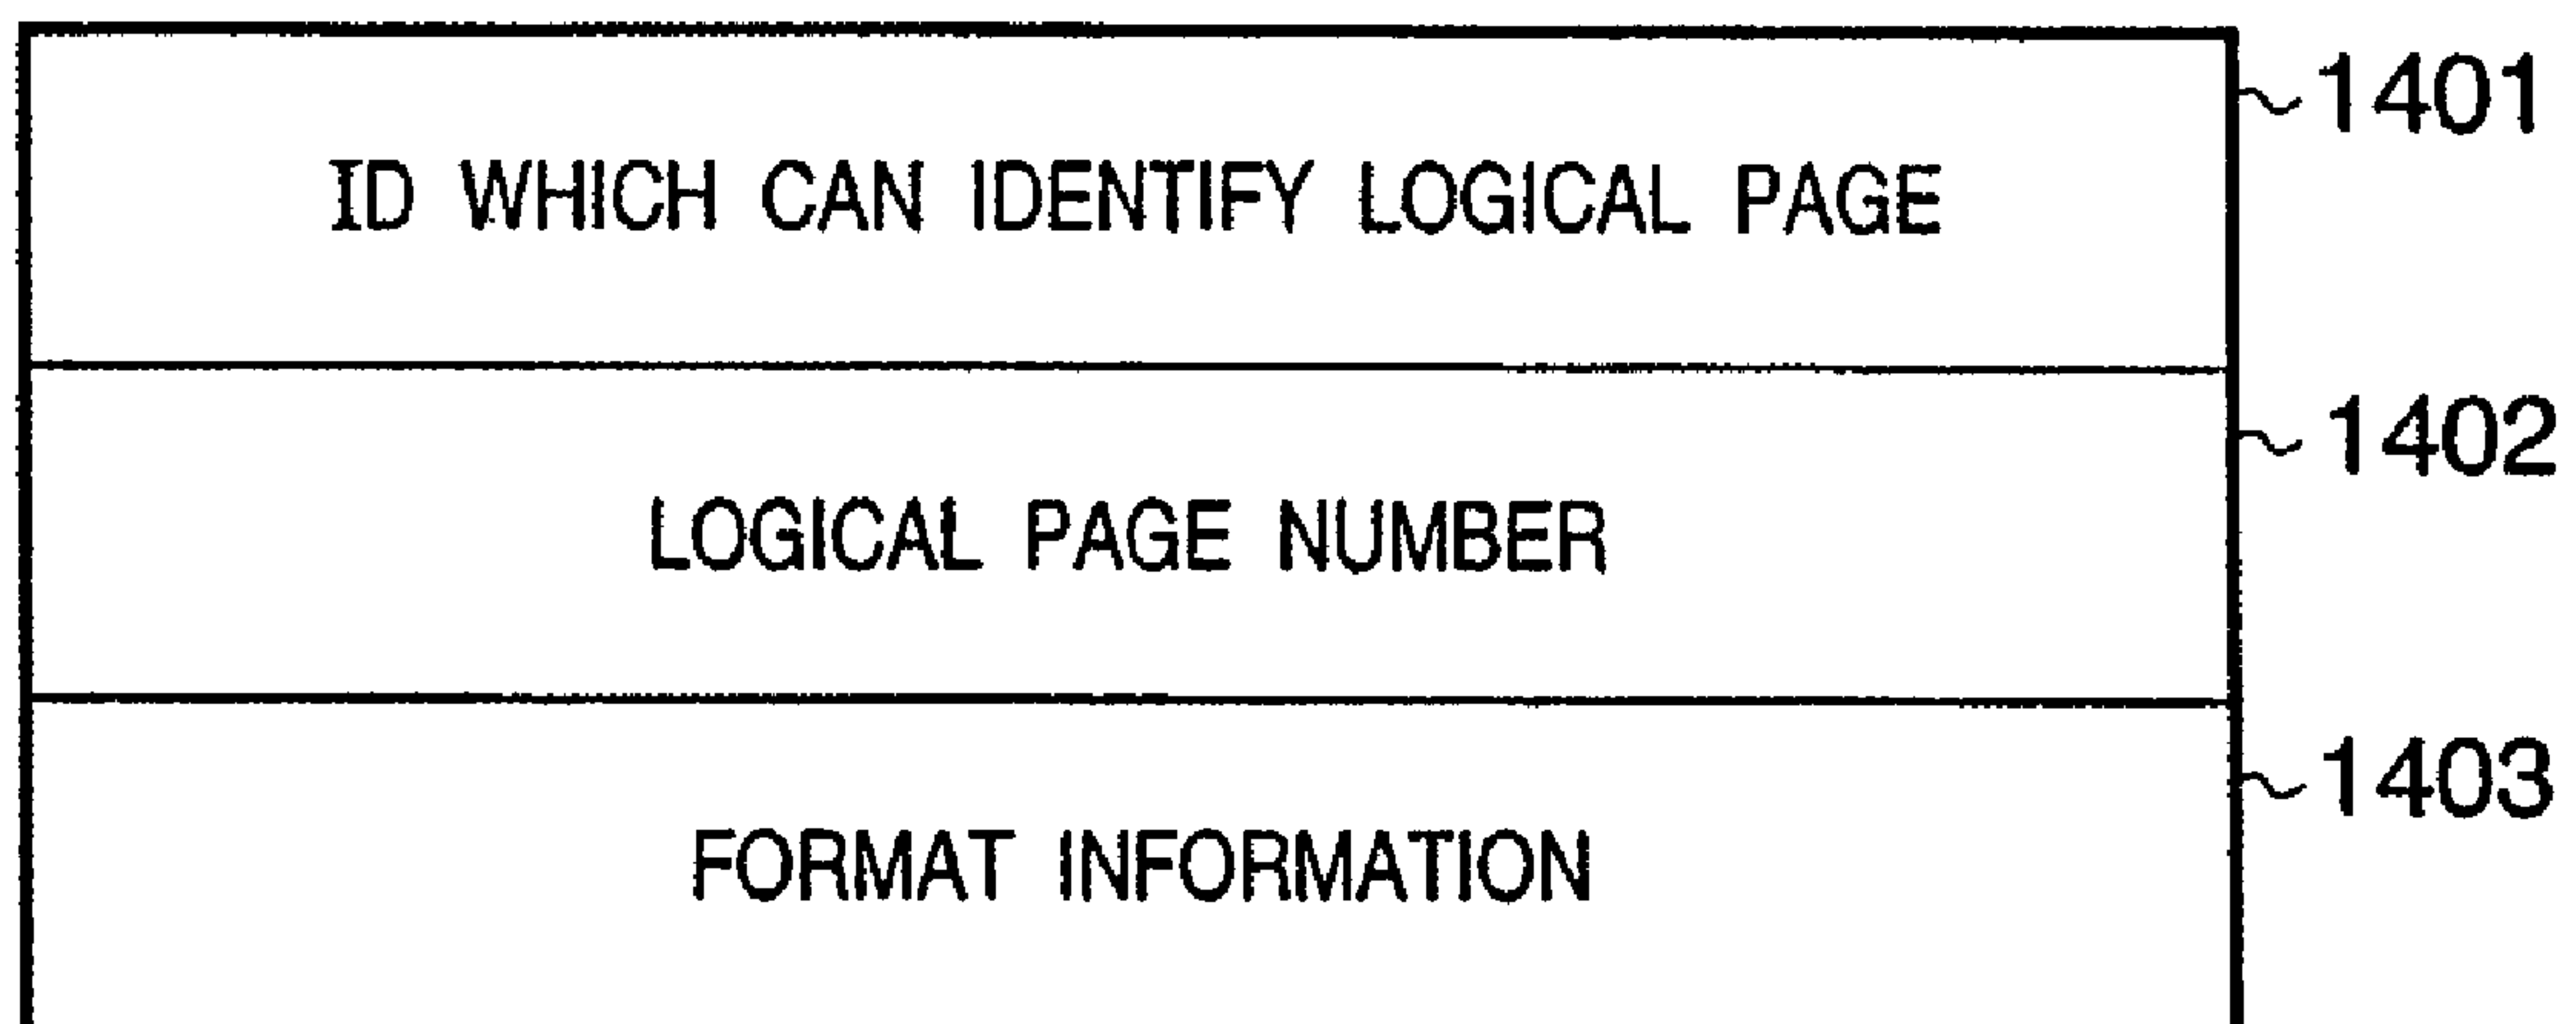 1401
ID WHICH CAN IDENTIFY LOGICAL PAGE
1402
LOGICAL PAGE NUMBER
1403
FORMAT INFORMATION